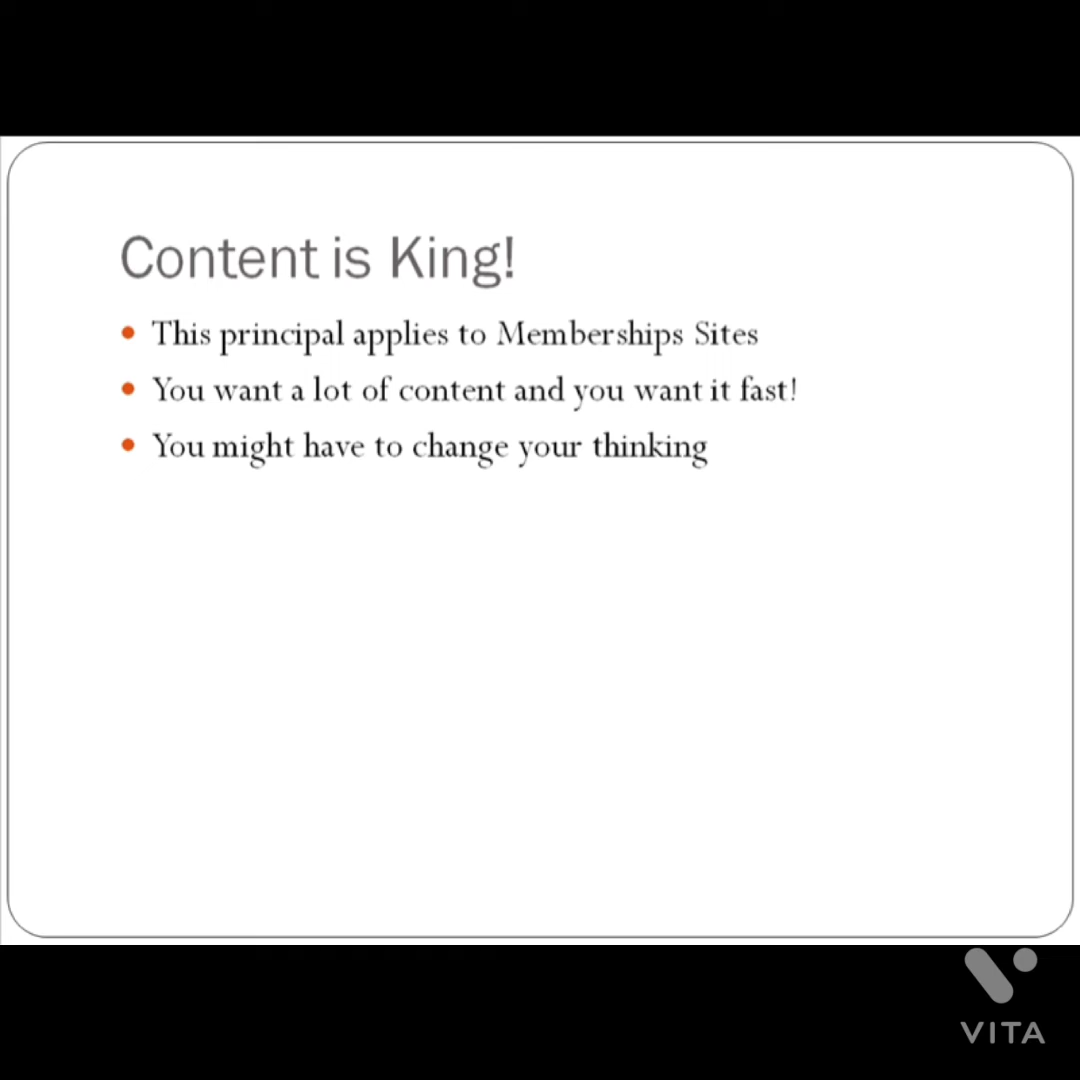 Content is King!
This principal applies to Memberships Sites
You want a lot of content and you want it fast!
You might have to change your thinking
VITA